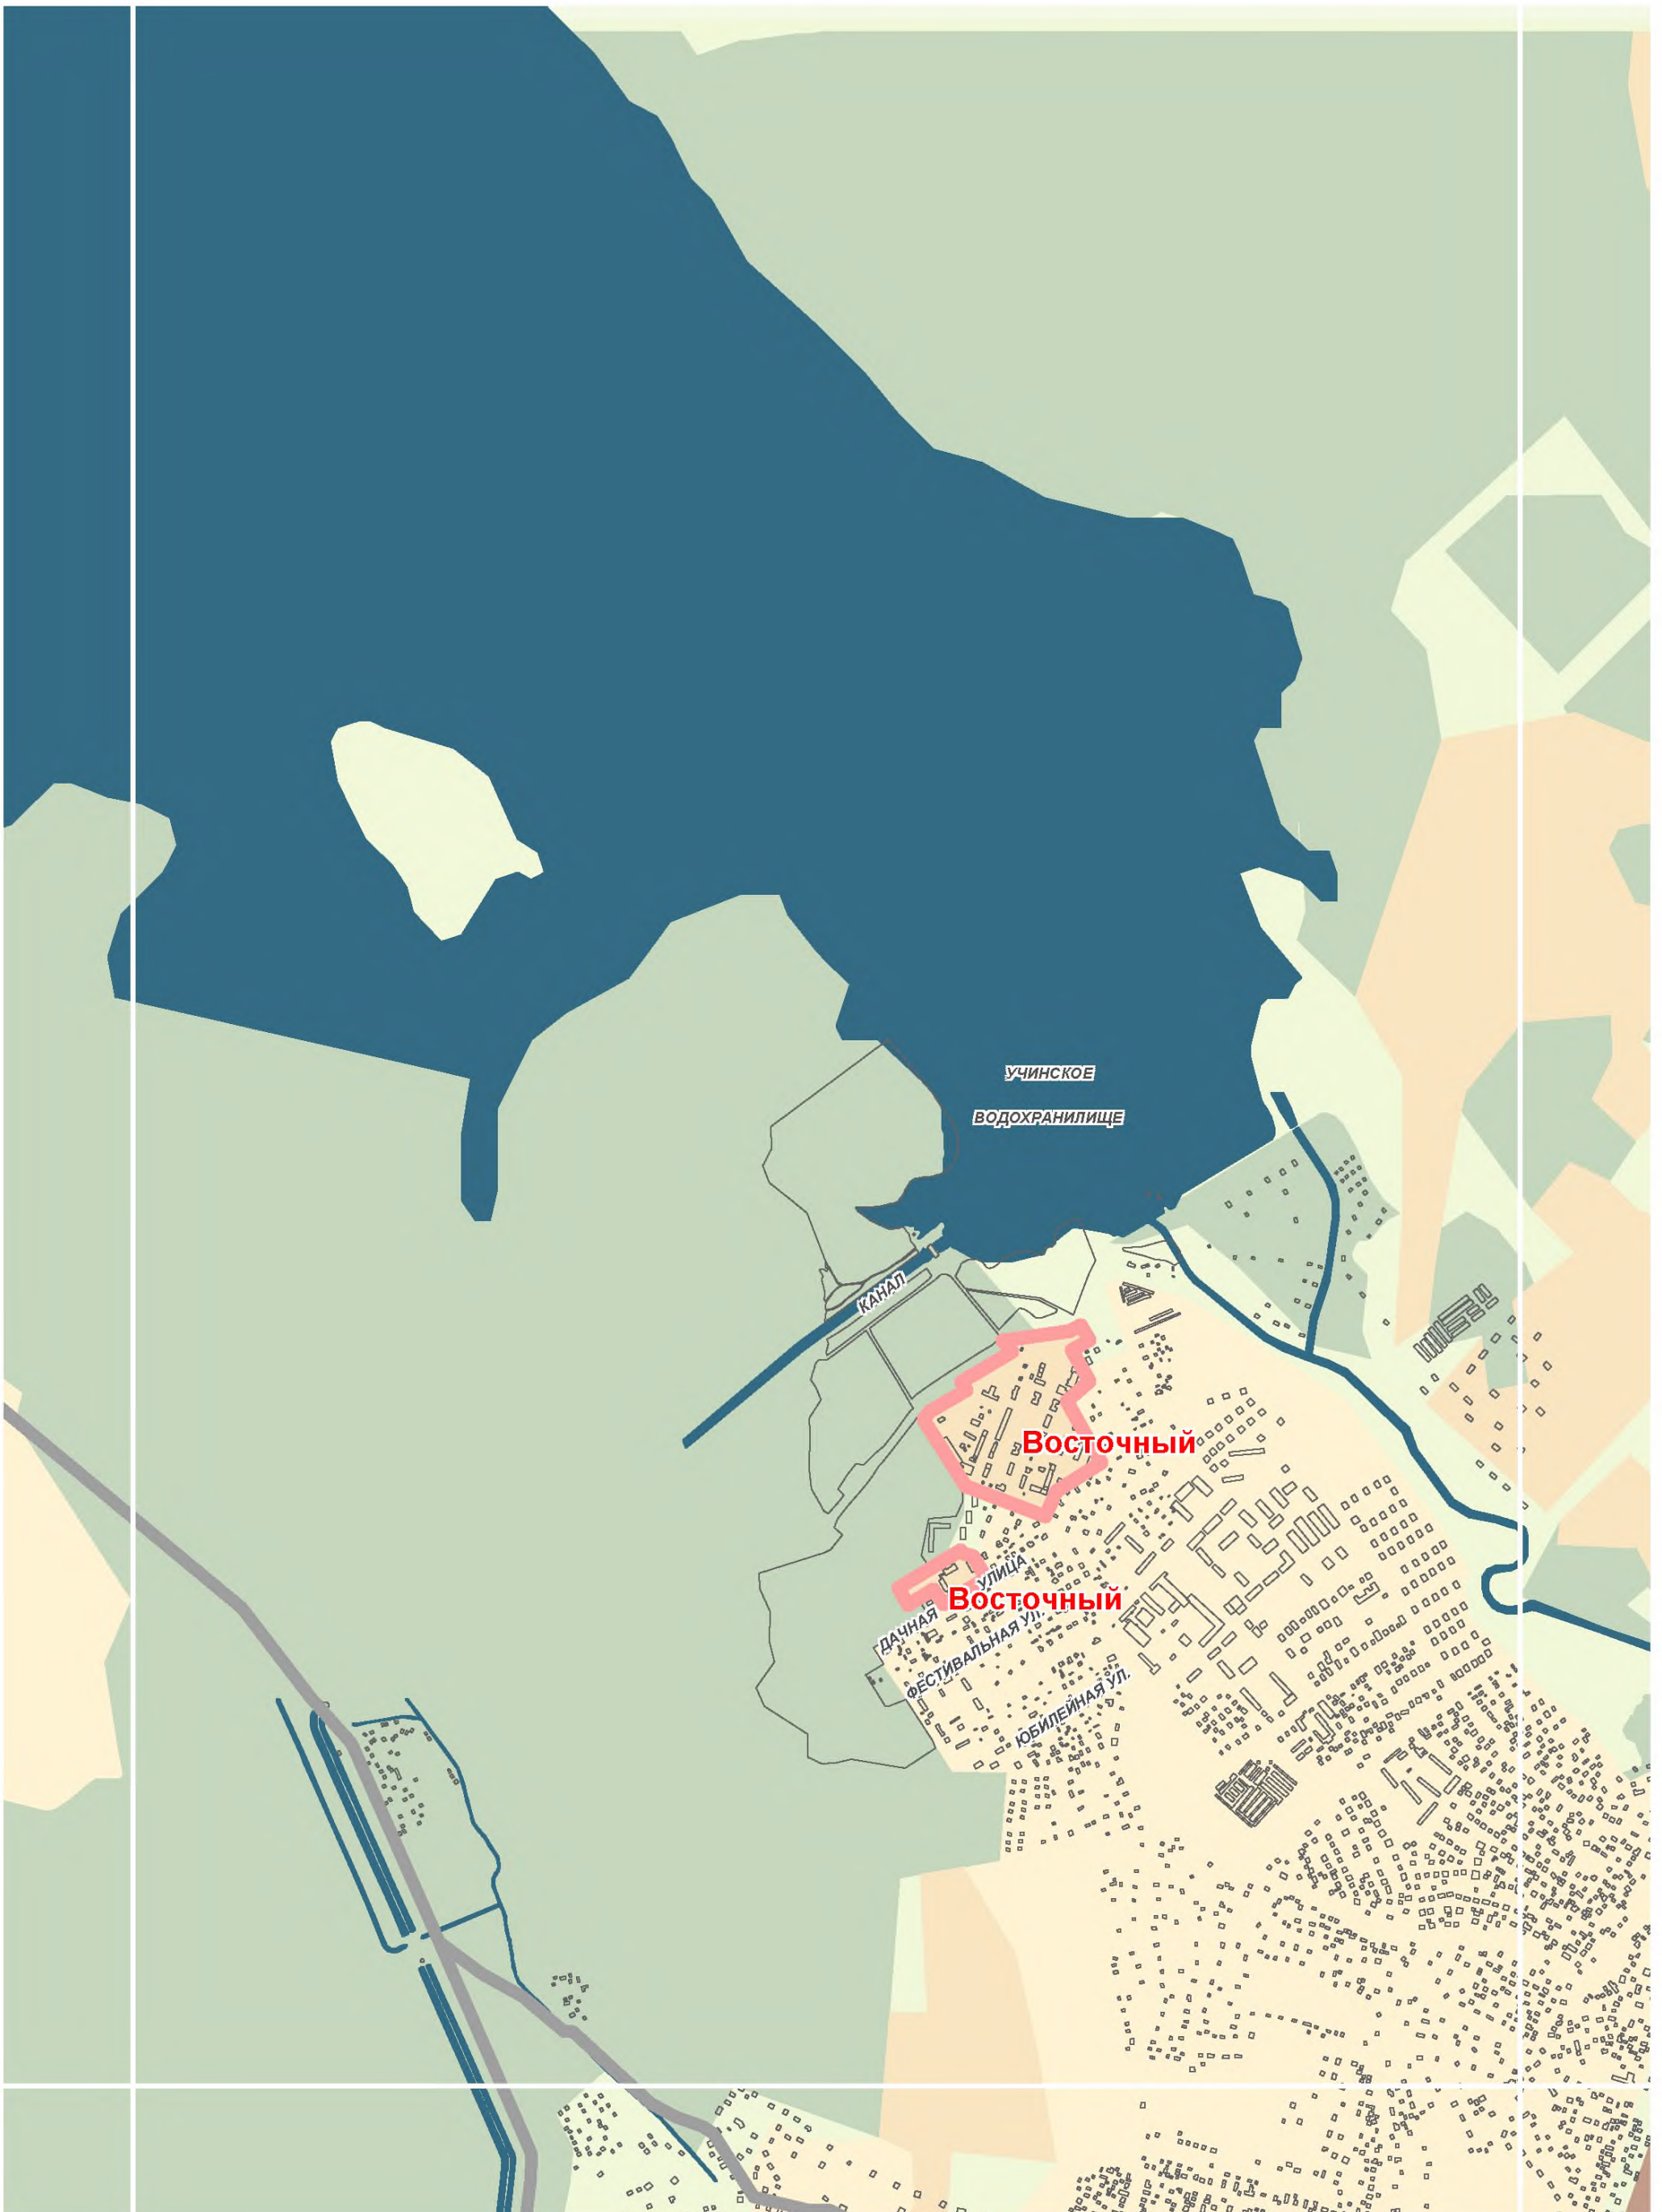 УЧИНСКОЕ
ВОДОХРАНИЛИЩЕ
КАНАЛ
Восточный
УЛИЦА
Восточный
ДАЧНАЯ
ФЕСТИВАЛЬНАЯ УЛ.
ЮБИЛЕЙНАЯ УЛ.